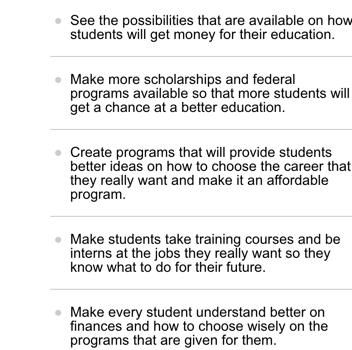 See the possibilities that are available on how
students will get money for their education.
Make more scholarships and federal
programs available so that more students will
get a chance at a better education.
Create programs that will provide students
better ideas on how to choose the career that
they really want and make it an affordable
program.
Make students take training courses and be
interns at the jobs they really want so they
know what to do for their future.
Make every student understand better on
finances and how to choose wisely on the
programs that are given for them.